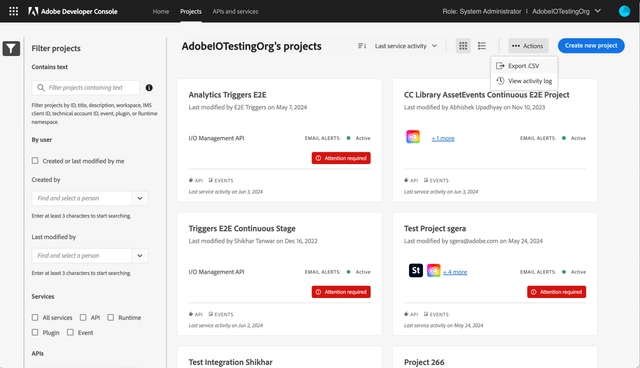 Adobe Developer Console
Home
Projects
APIs and services
Role: System Administrator
AdobeIOTestingOrg
Filter projects
Contains text
Filter projects containing text
Filter projects by ID, title, description, workspace, IMS
client ID, technical account ID, event, plugin, or Runtime
namespace.
By user
Created or last modified by me
Created by
Find and select a person
Enter at least 3 characters to start searching.
Last modified by
Find and select a person
Enter at least 3 characters to start searching.
Services
All services
API
Runtime
Plugin
Event
APIs
AdobeIOTestingOrg's projects
Last service activity
Actions
Create new project
Export .CSV
View activity log
Analytics Triggers E2E
Last modified by E2E Triggers on May 7, 2024
I/O Management API
EMAIL ALERTS:
Active
Attention required
API
EVENTS
Last service activity on Jun 3, 2024
CC Library AssetEvents Continuous E2E Project
Last modified by Abhishek Upadhyay on Nov 10, 2023
+ 1 more
EMAIL ALERTS:
Active
API
EVENTS
Last service activity on Jun 3, 2024
Triggers E2E Continuous Stage
Last modified by Shikhar Tanwar on Dec 16, 2022
I/O Management API
EMAIL ALERTS:
Active
Attention required
API
EVENTS
Last service activity on Jun 2, 2024
Test Project sgera
Last modified by sgera@adobe.com on May 24, 2024
St
+ 4 more
EMAIL ALERTS:
Active
Attention required
API
EVENTS
Last service activity on May 24, 2024
Test Integration Shikhar
Project 266